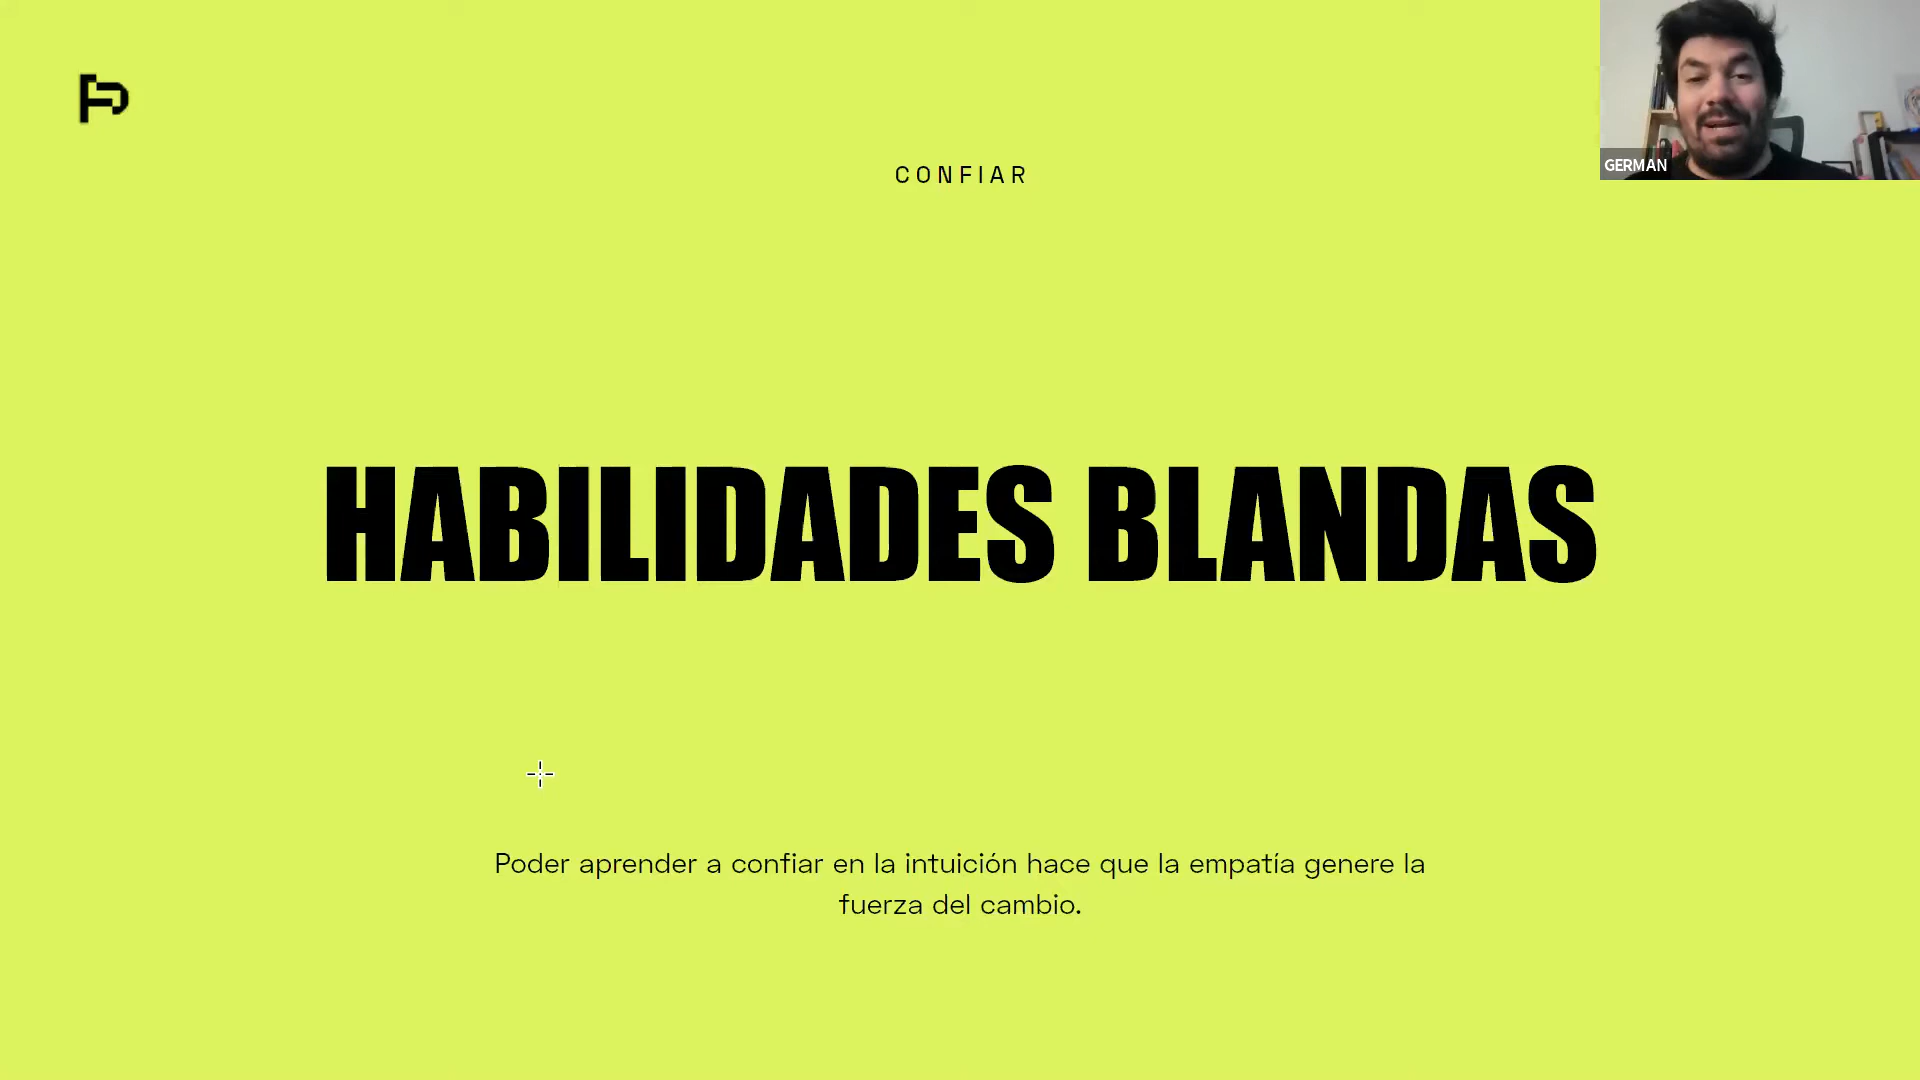 CONFIAR
GERMAN
HABILIDADES BLANDAS
Poder aprender a confiar en la intuición hace que la empatía genere la
fuerza del cambio.